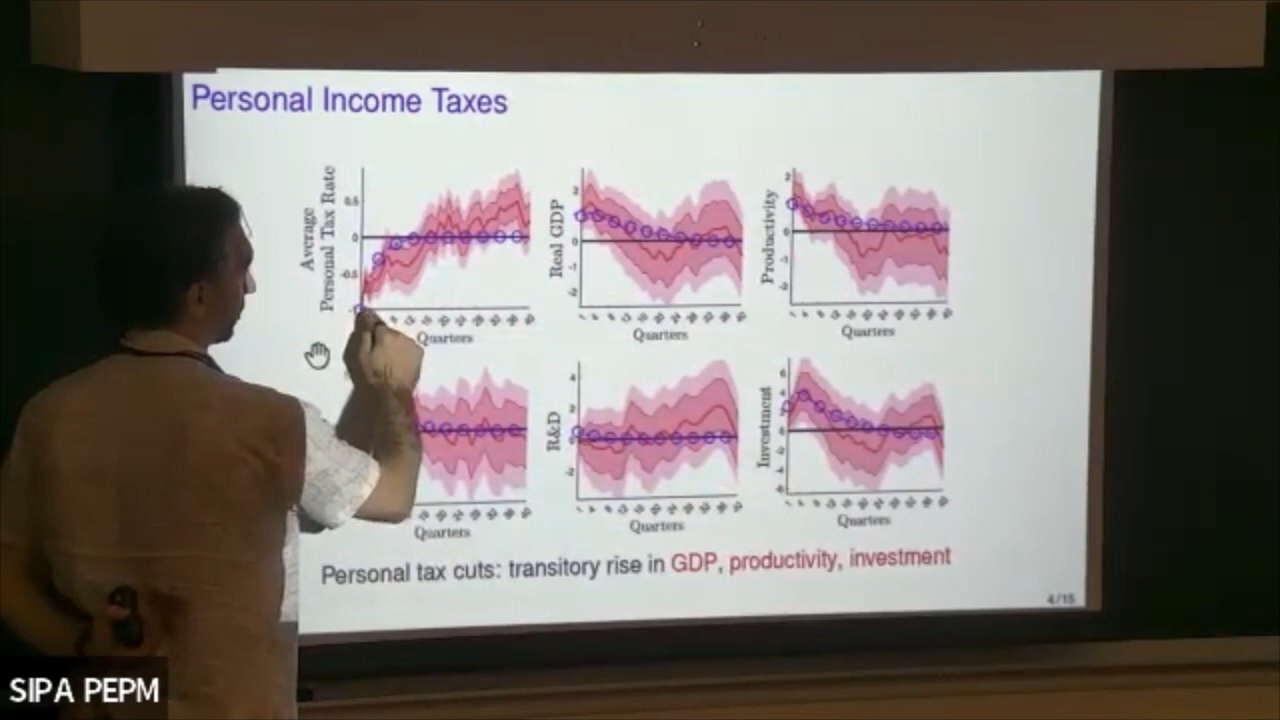 Personal Income Taxes
Average
Personal Tax Rate
0.5
0
-0.5
Quarters
Real GDP
2
0
-1
-2
Quarters
Productivity
2
0
-2
Quarters
Quarters
R&D
4
2
0
-2
Quarters
Investment
6
4
2
0
-2
-4
-6
Quarters
Personal tax cuts: transitory rise in GDP, productivity, investment
4/15
SIPA PEPM